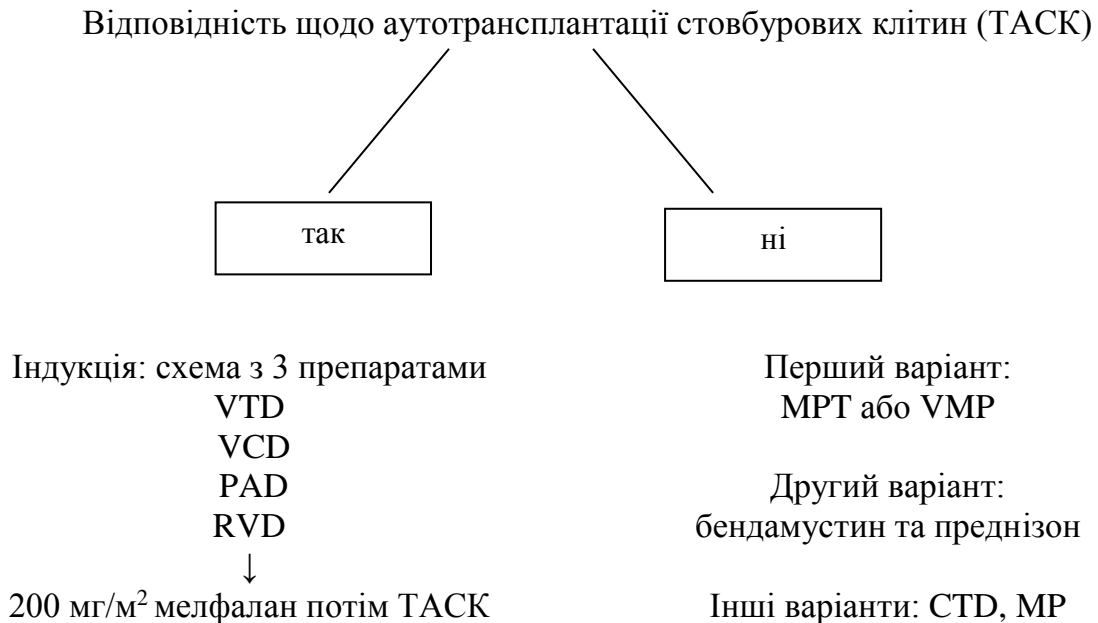 Відповідність щодо аутотрансплантації стовбурових клітин (ТАСК)
так
ні
Індукція: схема з 3 препаратами
VTD
VCD
PAD
RVD
↓
200 мг/м² мелфалан потім ТАСК
Перший варіант:
МРТ або VMP
Другий варіант:
бендамустин та преднізон
Інші варіанти: CTD, MP